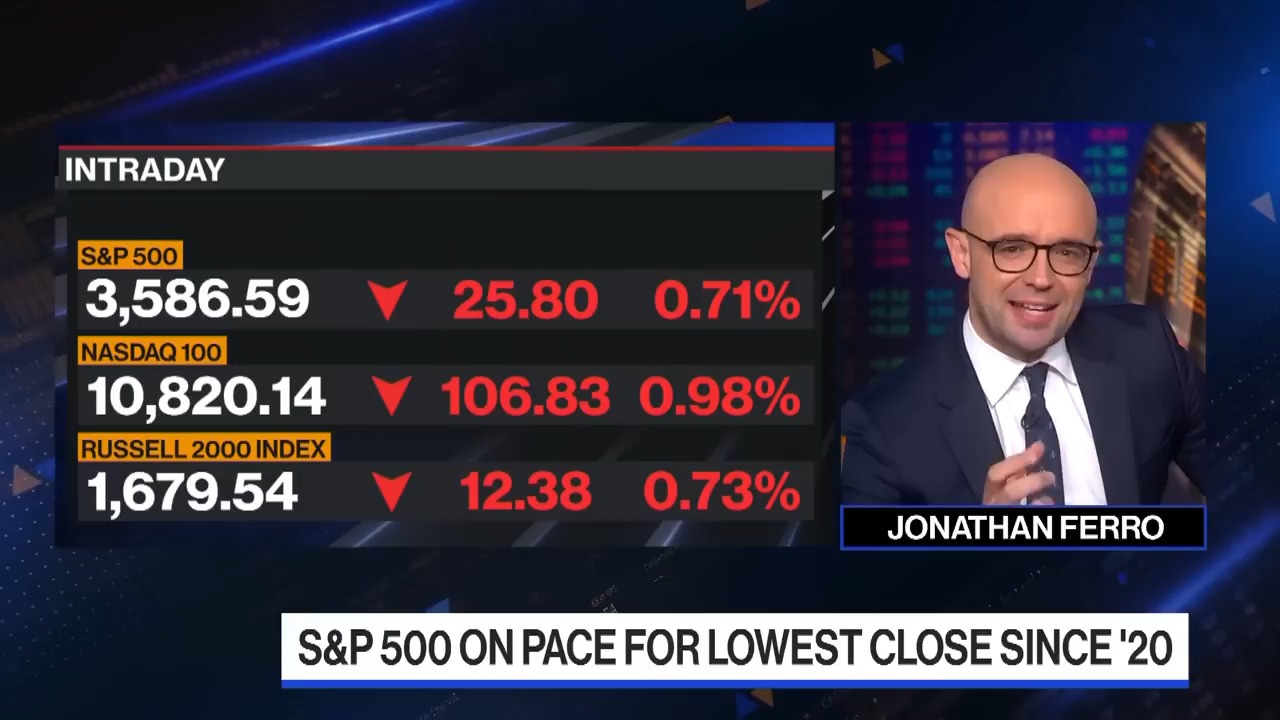 INTRADAY
S&P 500
3,586.59 25.80 0.71%
NASDAQ 100
10,820.14 106.83 0.98%
RUSSELL 2000 INDEX
1,679.54 12.38 0.73%
JONATHAN FERRO
S&P 500 ON PACE FOR LOWEST CLOSE SINCE '20